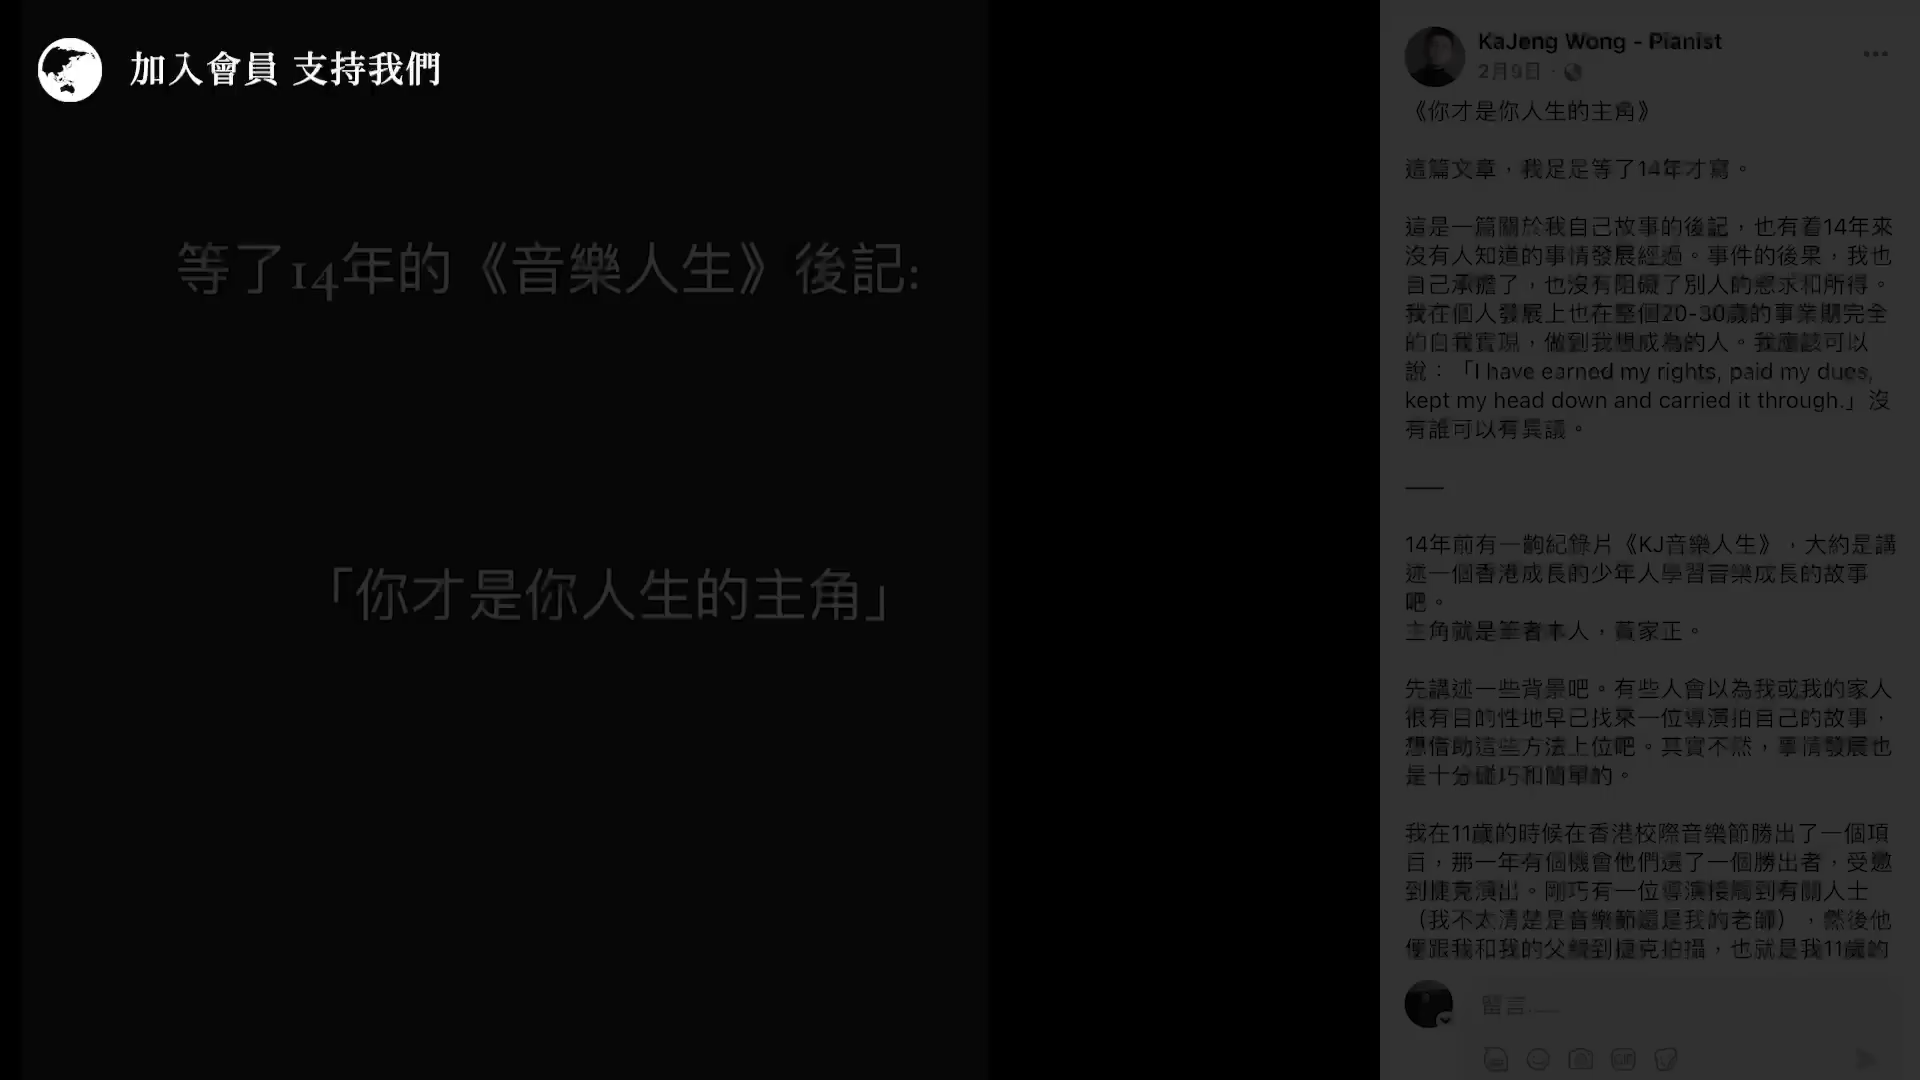 加入會員 支持我們
等了14年的《音樂人生》後記:
「你才是你人生的主角」
KaJeng Wong - Pianist
2月9日
《你才是你人生的主角》
這篇文章，我足足等了14年才寫。
這是一篇關於我自己故事的後記，也有着14年來
沒有人知道的事情發展經過。事件的後果，我也
自己承擔了，也沒有阻礙了別人的慾求和所得。
我在個人發展上也在整個20-30歲的事業期完全
的自我實現，做到我想成為的人。我應該可以
說：「I have earned my rights, paid my dues,
kept my head down and carried it through.」沒
有誰可以有異議。
——
14年前有一齣紀錄片《KJ音樂人生》，大約是講
述一個香港成長的少年人學習音樂成長的故事
吧。
主角就是筆者本人，黃家正。
先講述一些背景吧。有些人會以為我或我的家人
很有目的性地早已找來一位導演拍自己的故事，
想借助這些方法上位吧。其實不然，事情發展也
是十分碰巧和簡單的。
我在11歲的時候在香港校際音樂節勝出了一個項
目，那一年有個機會他們選了一個勝出者，受邀
到捷克演出。剛巧有一位導演接觸到有關人士
（我不太清楚是音樂節還是我的老師），然後他
便跟我和我的父親到捷克拍攝，也就是我11歲的
留言......